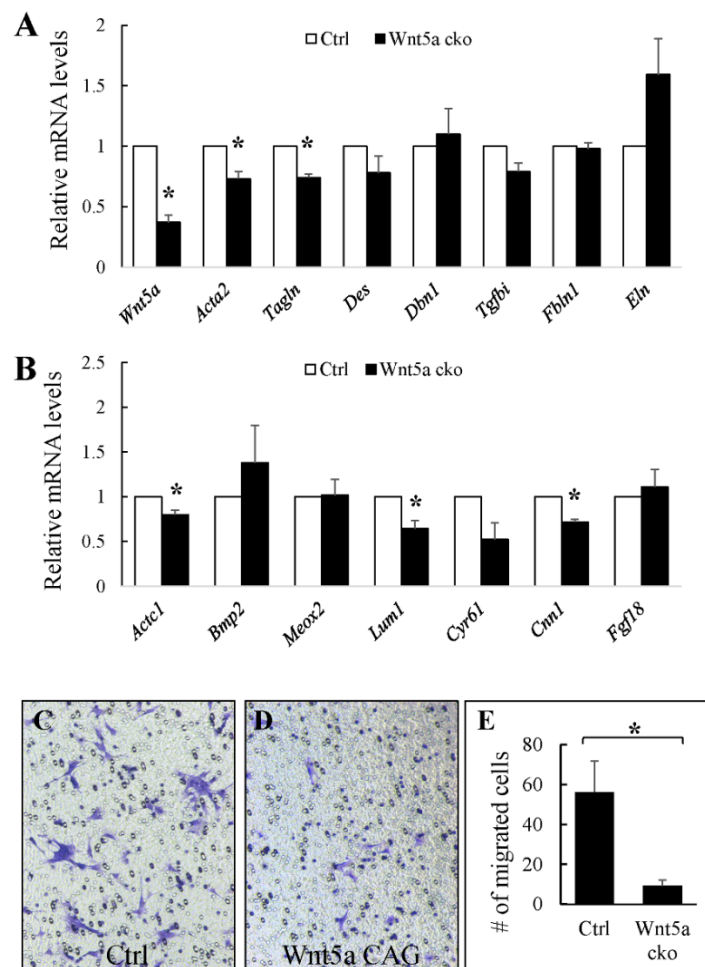 A
Ctrl Wnt5a cko
Relative mRNA levels
2
1.5
1
0.5
0
* * *
Wnt5a Acta2 Tagln Des Dbn1 Tgfbi Fbln1 Eln
B
Ctrl Wnt5a cko
Relative mRNA levels
2.5
2
1.5
1
0.5
0
* * *
Actc1 Bmp2 Meox2 Lum1 Cyr61 Cnn1 Fgf18
C
Ctrl
D
Wnt5a CAG
E
*
# of migrated cells
80
60
40
20
0
Ctrl Wnt5a
cko